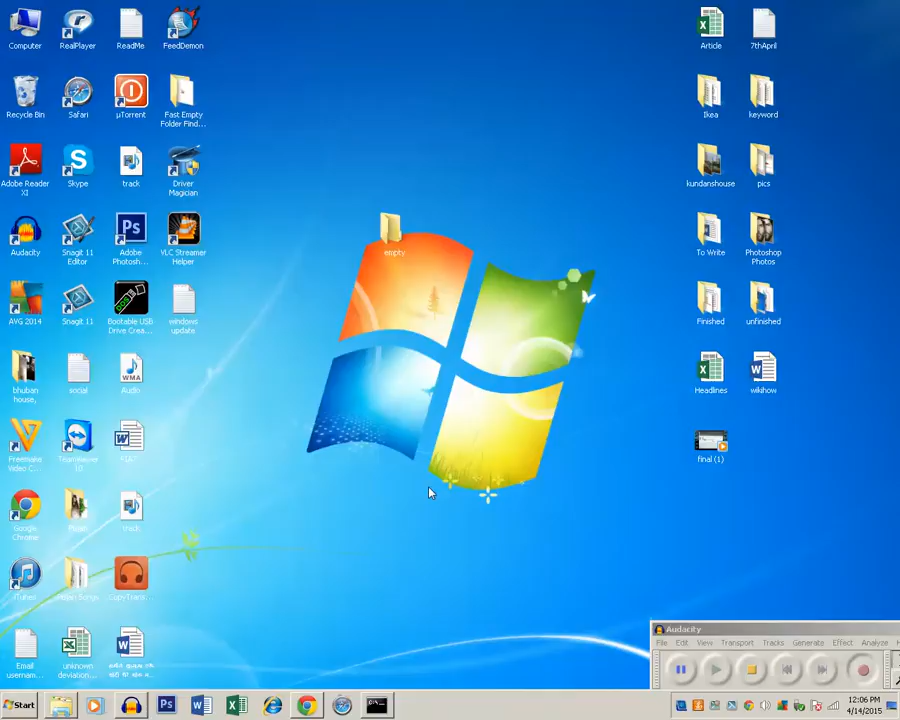 Computer
RealPlayer
ReadMe
FeedDemon
Article
7thApril
Recycle Bin
Safari
µTorrent
Fast Empty
Folder Find...
Ikea
keyword
Adobe Reader
XI
Skype
track
Driver
Magician
kundanshouse
pics
Audacity
Snagit 11
Editor
Adobe
Photosh...
VLC Streamer
Helper
empty
To Write
Photoshop
Photos
AVG 2014
Snagit 11
Bootable USB
Drive Crea...
windows
update
Finished
unfinished
bhuban
house,
social
Audio
Headlines
wikihow
Freemake
Video C...
TeamViewer
10
final (1)
Google
Chrome
track
iTunes
CopyTrans...
Email
usernam...
unknown
deviation...
Audacity
File Edit View Transport Tracks Generate Effect Analyze
Start
12:06 PM
4/14/2015